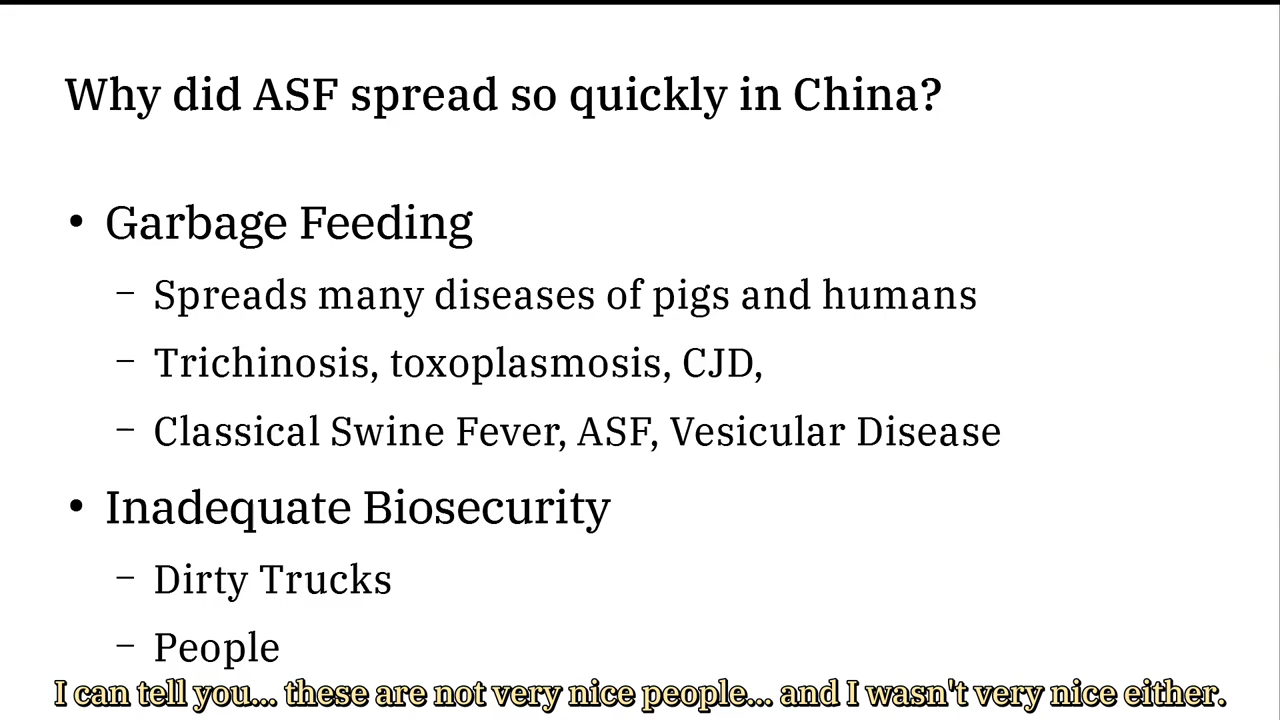 Why did ASF spread so quickly in China?
• Garbage Feeding
– Spreads many diseases of pigs and humans
– Trichinosis, toxoplasmosis, CJD,
– Classical Swine Fever, ASF, Vesicular Disease
• Inadequate Biosecurity
– Dirty Trucks
– People
I can tell you... these are not very nice people... and I wasn't very nice either.